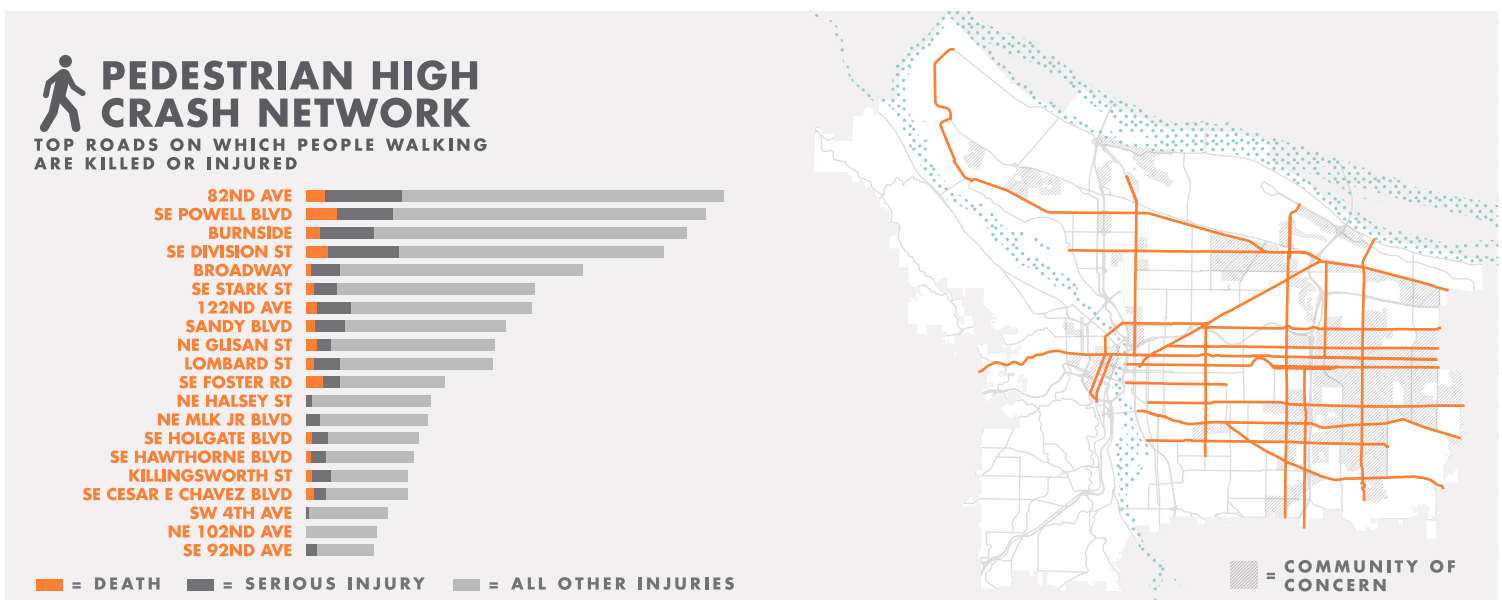 PEDESTRIAN HIGH
CRASH NETWORK
TOP ROADS ON WHICH PEOPLE WALKING
ARE KILLED OR INJURED
82ND AVE
SE POWELL BLVD
BURNSIDE
SE DIVISION ST
BROADWAY
SE STARK ST
122ND AVE
SANDY BLVD
NE GLISAN ST
LOMBARD ST
SE FOSTER RD
NE HALSEY ST
NE MLK JR BLVD
SE HOLGATE BLVD
SE HAWTHORNE BLVD
KILLINGSWORTH ST
SE CESAR E CHAVEZ BLVD
SW 4TH AVE
NE 102ND AVE
SE 92ND AVE
= DEATH = SERIOUS INJURY = ALL OTHER INJURIES
= COMMUNITY OF
CONCERN